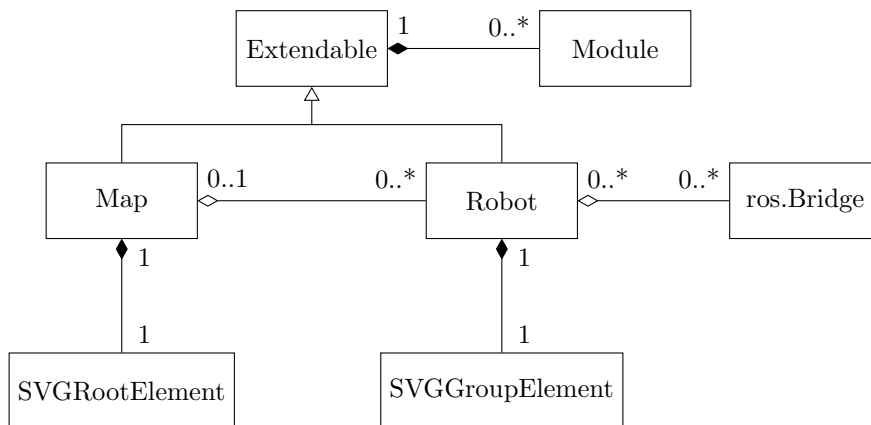 Extendable
1
0..*
Module
Map
0..1
0..*
Robot
0..*
0..*
ros.Bridge
1
1
1
1
SVGRootElement
SVGGroupElement